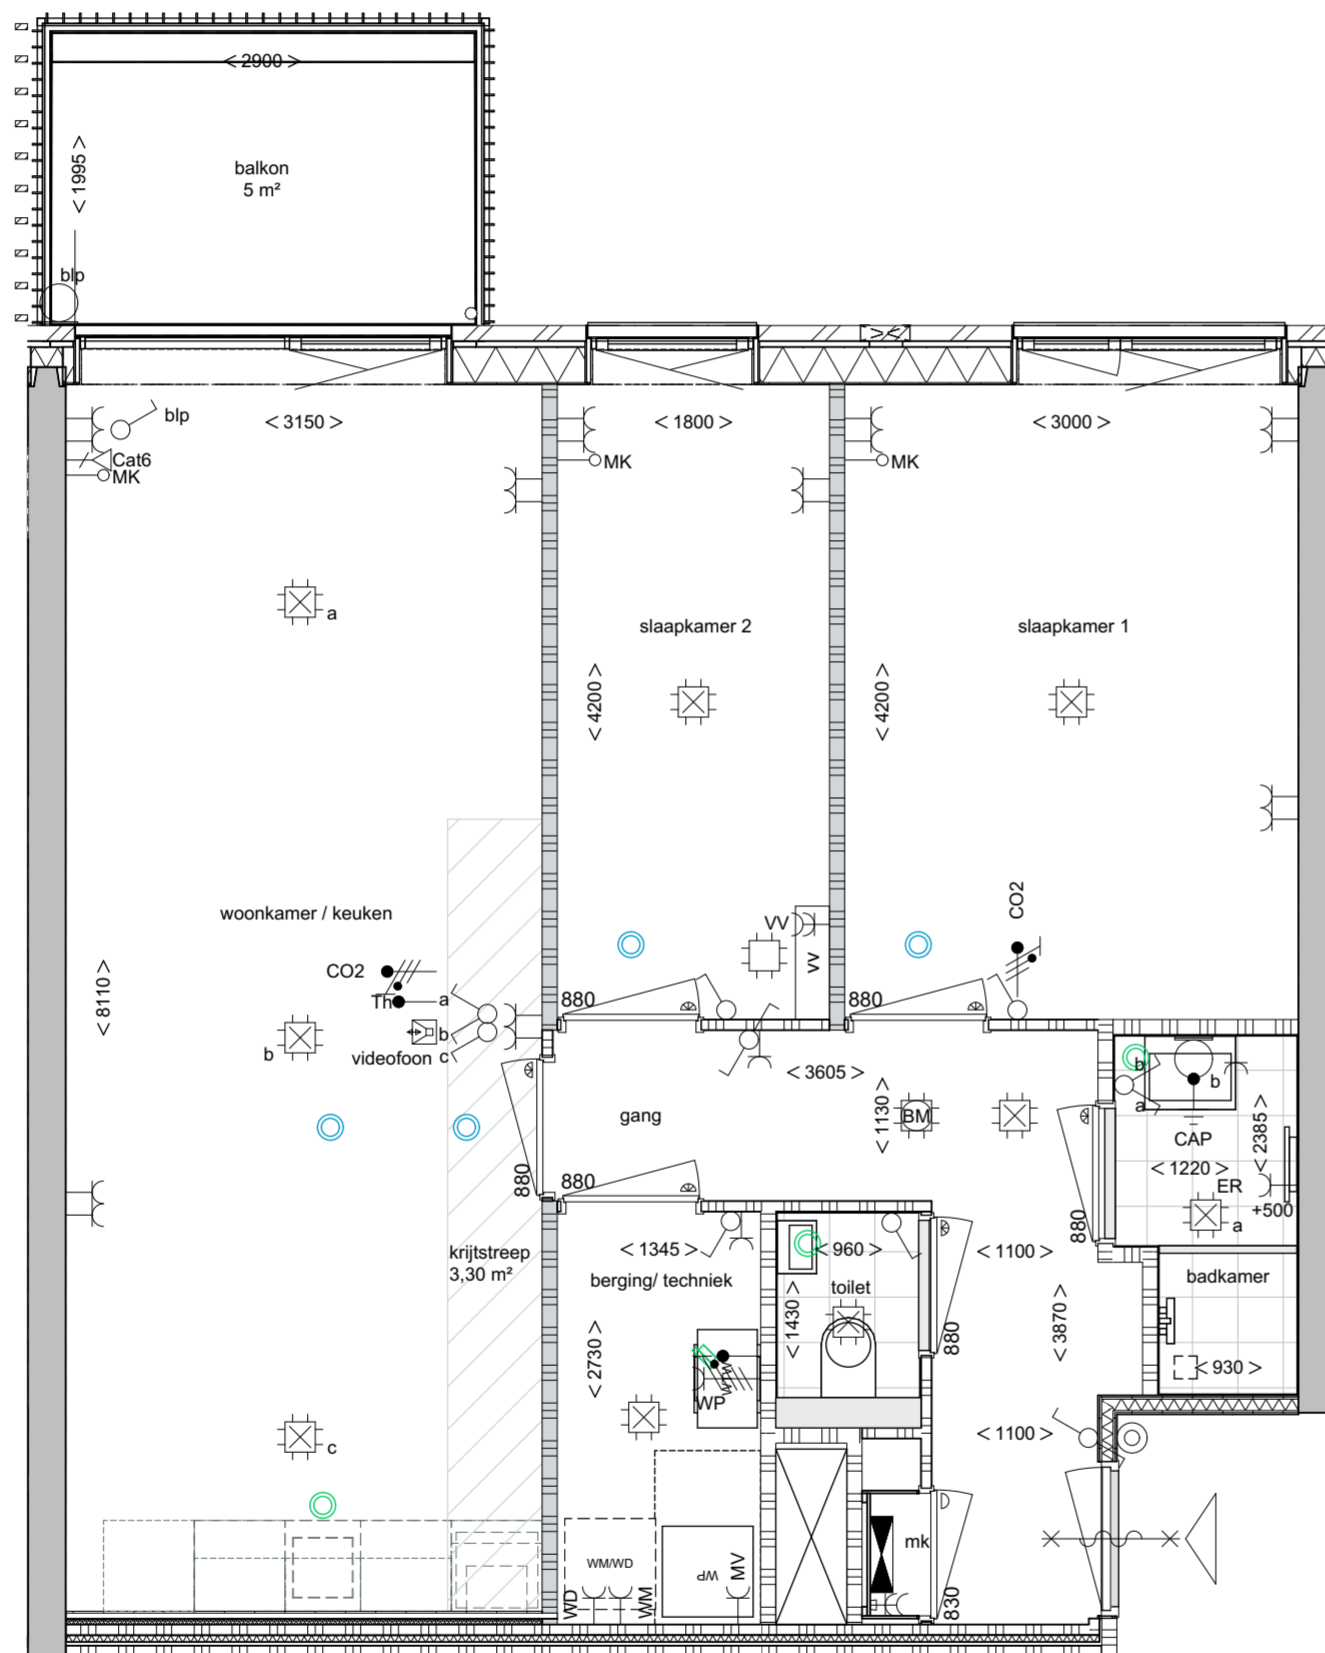 < 2900 >
< 1995 >
balkon
5 m²
blp
< 3150 >
< 1800 >
< 3000 >
blp
Cat6
MK
MK
MK
a
slaapkamer 2
slaapkamer 1
< 4200 >
< 4200 >
woonkamer / keuken
CO2
VV
VV
CO2
Th
a
b
videofoon c
< 8110 >
b
880
880
< 3605 >
gang
BM
< 1130 >
b
b
a
CAP
< 2385 >
< 1220 >
ER
+500
a
880
880
880
krijtstreep
3,30 m²
< 1345 >
berging/ techniek
< 960 >
toilet
< 1430 >
< 1100 >
badkamer
< 2730 >
< 3870 >
880
< 930 >
WP
c
< 1100 >
WM/WD
WP
MV
WD
WM
mk
830